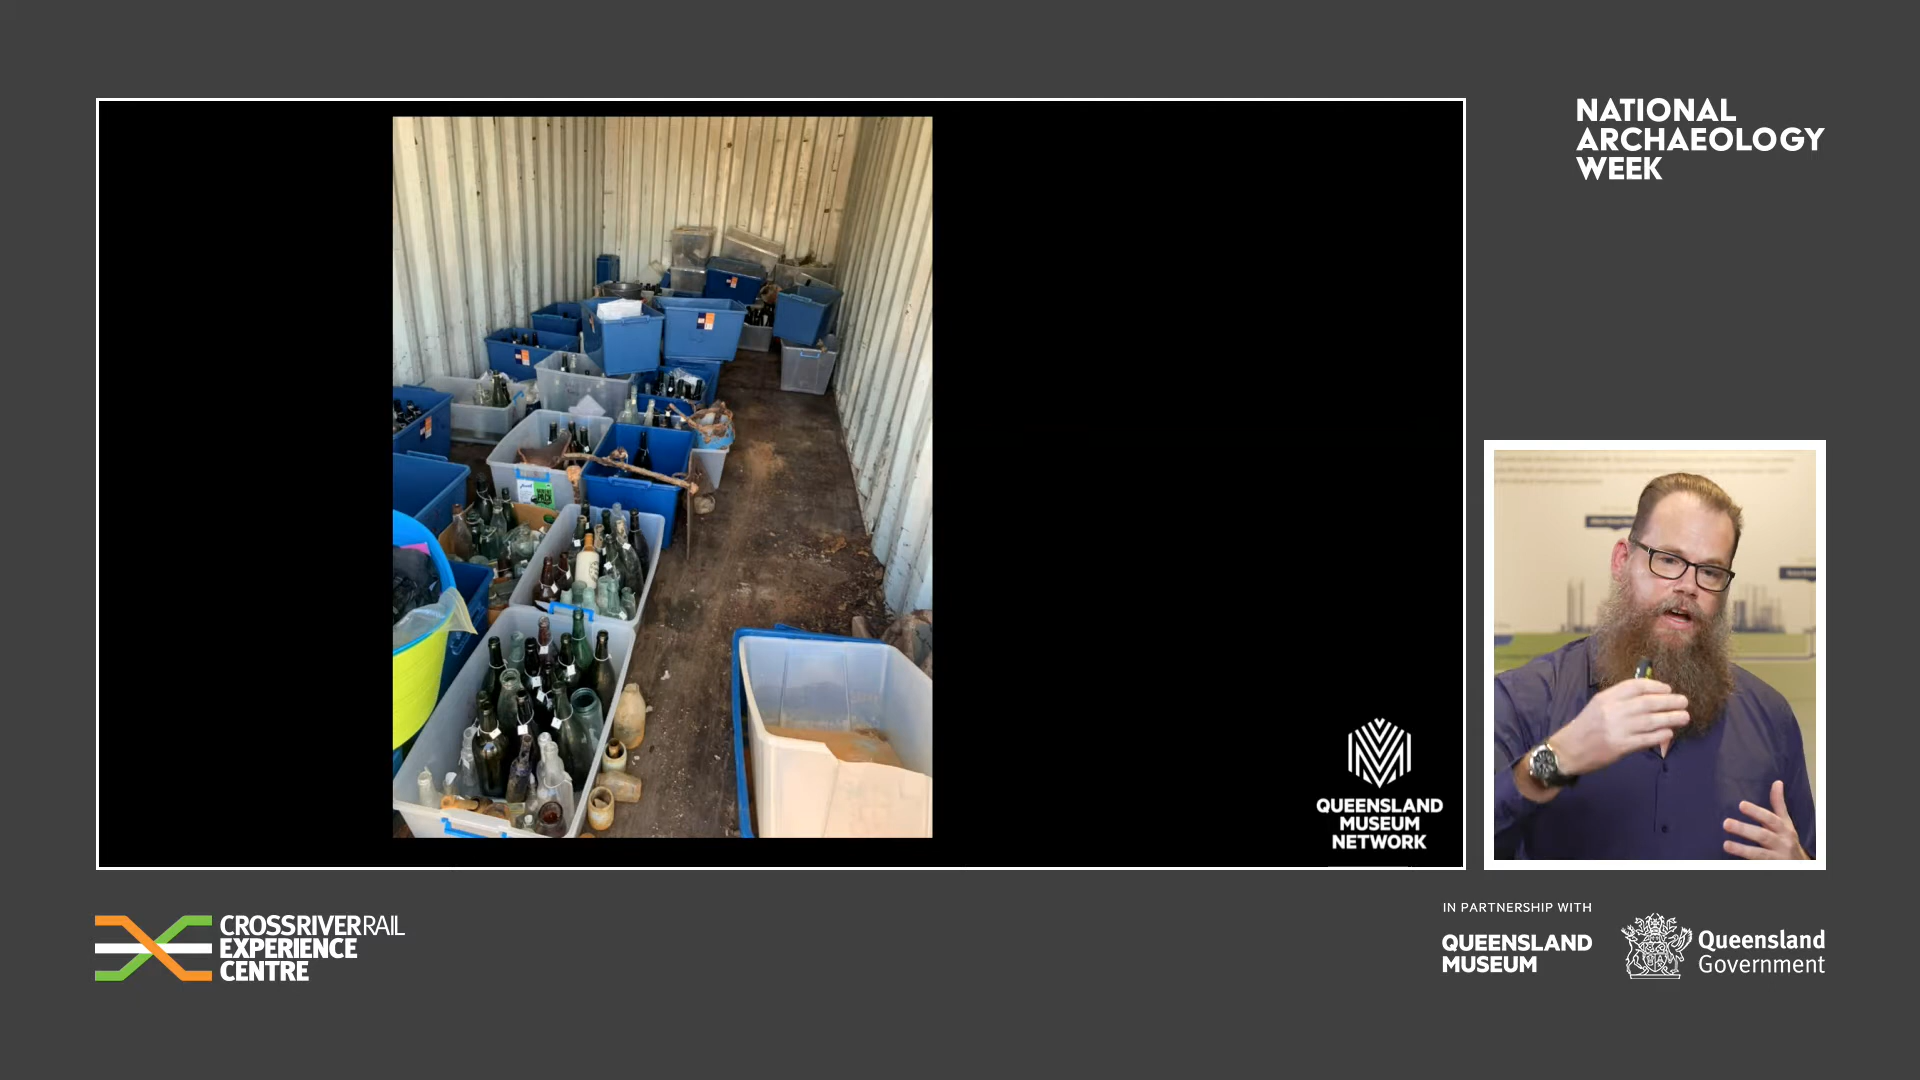 NATIONAL
ARCHAEOLOGY
WEEK
QUEENSLAND
MUSEUM
NETWORK
CROSSRIVERRAIL
EXPERIENCE
CENTRE
IN PARTNERSHIP WITH
QUEENSLAND
MUSEUM
Queensland
Government